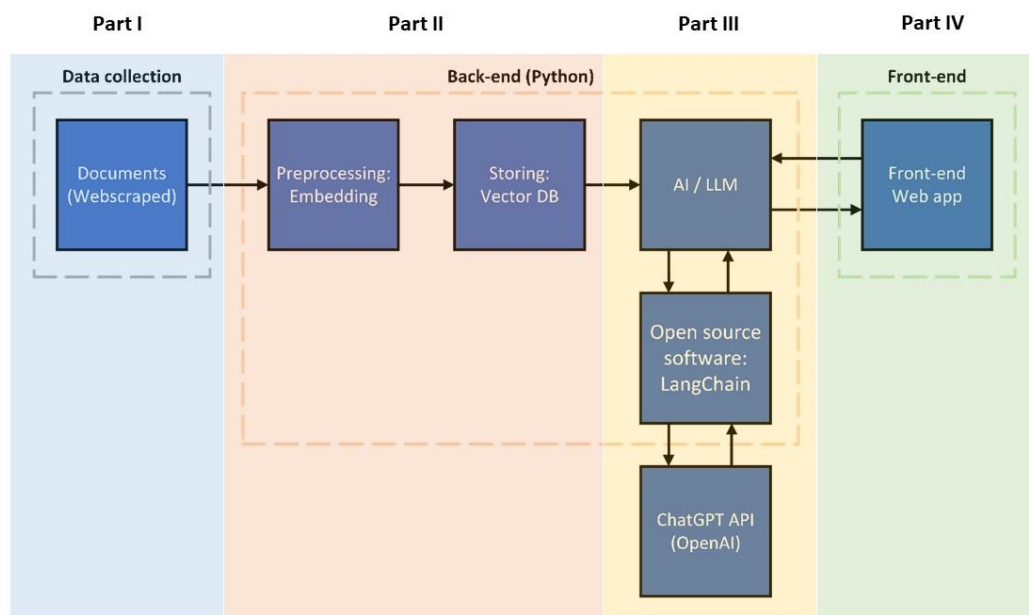 Part I
Part II
Part III
Part IV
Data collection
Back-end (Python)
Front-end
Documents
(Webscraped)
Preprocessing:
Embedding
Storing:
Vector DB
AI / LLM
Front-end
Web app
Open source
software:
LangChain
ChatGPT API
(OpenAI)